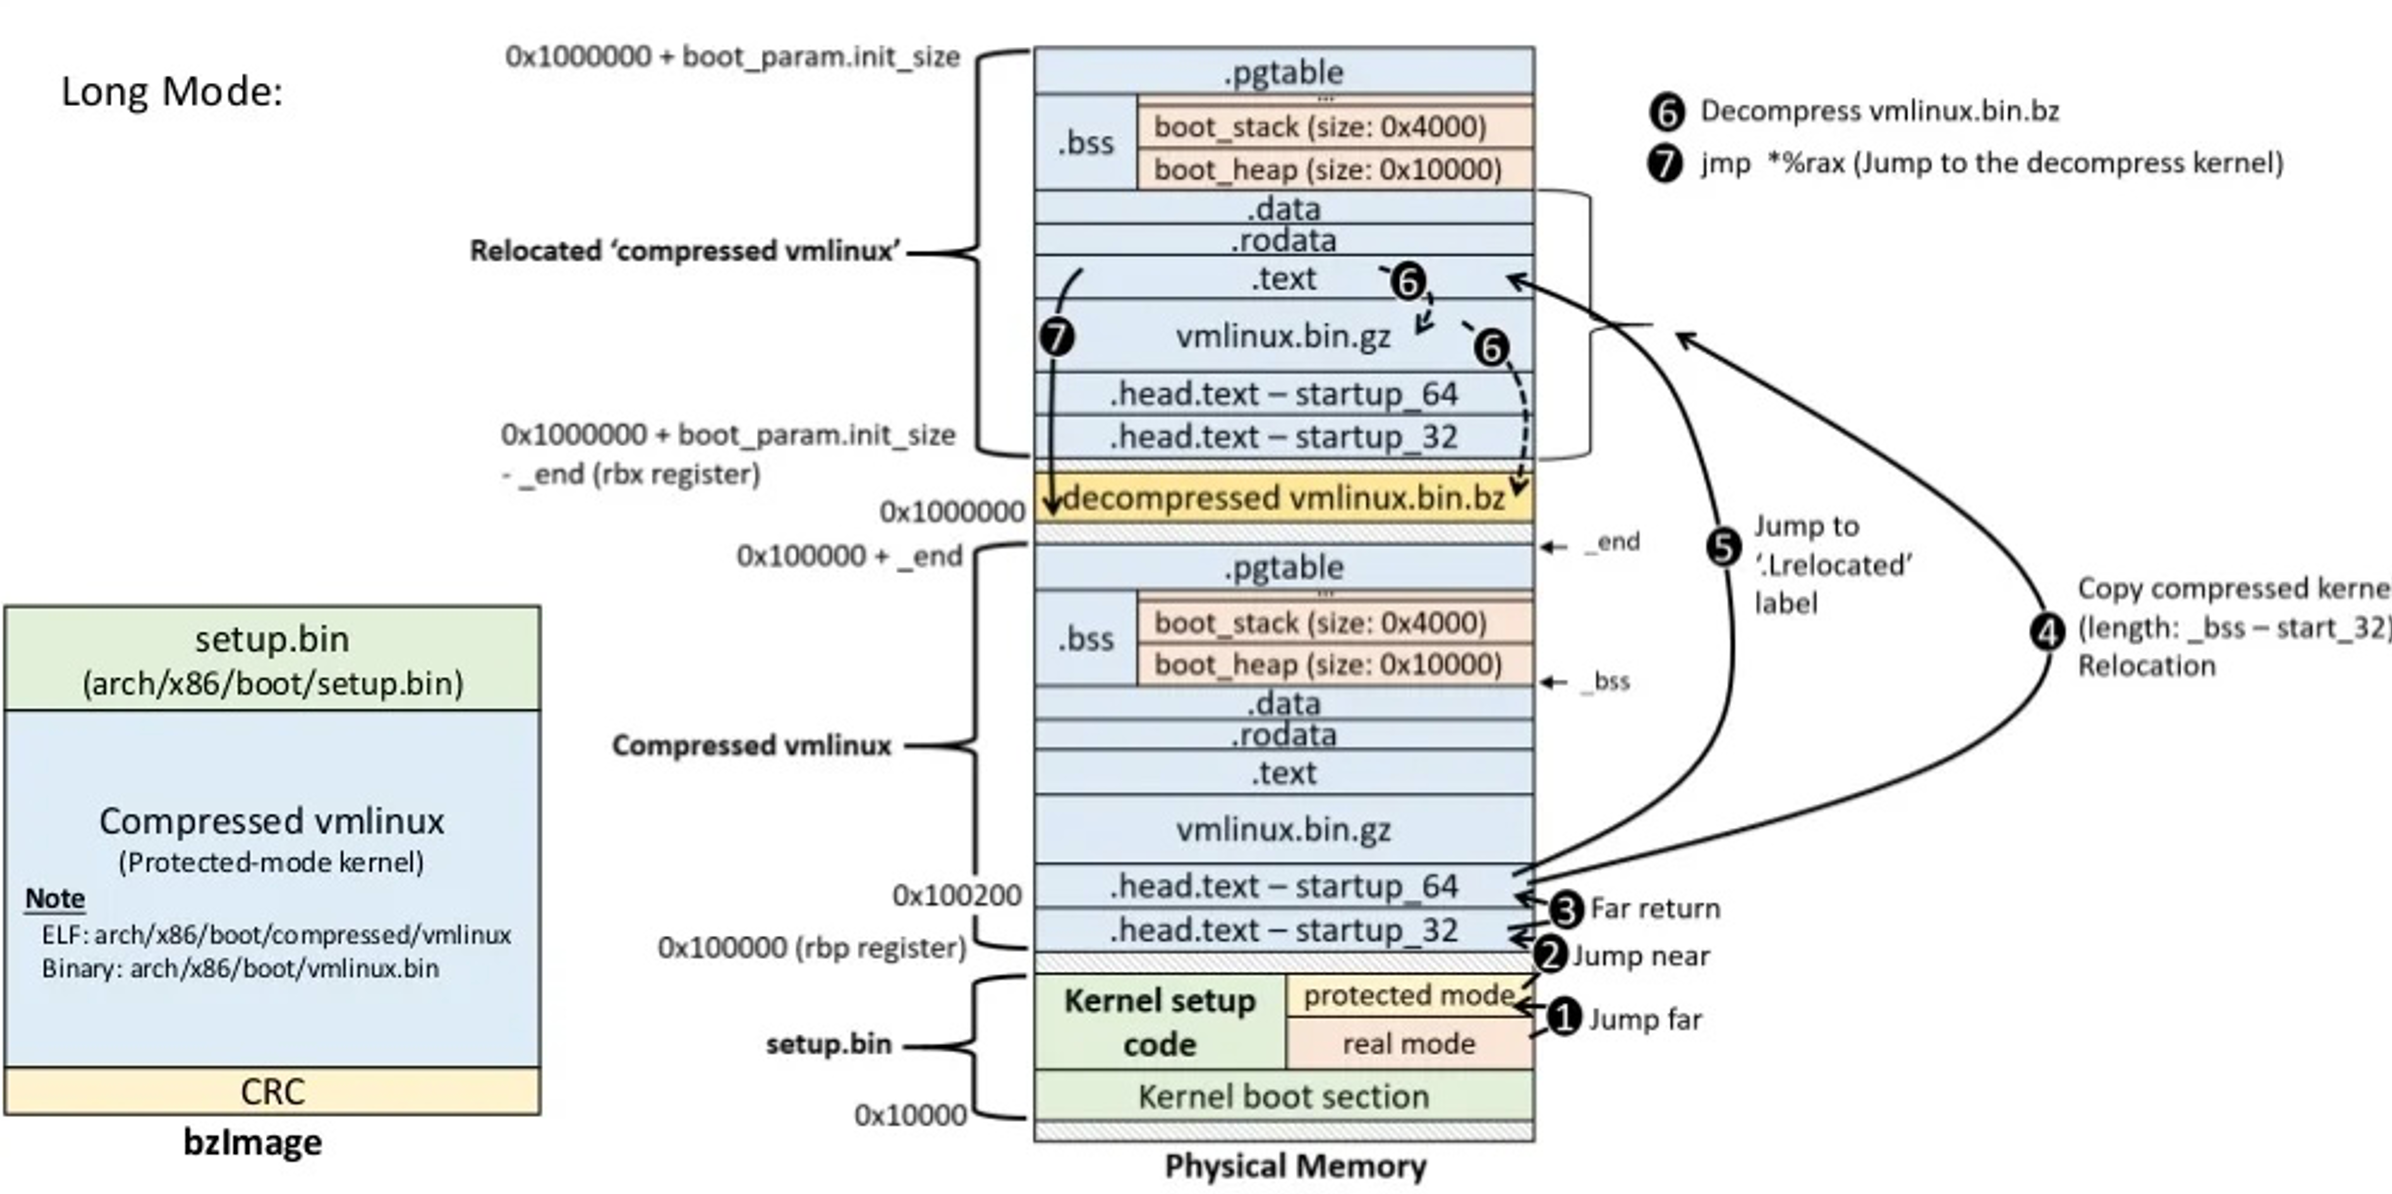 Long Mode:
0x1000000 + boot_param.init_size
Relocated ‘compressed vmlinux’
0x1000000 + boot_param.init_size
- _end (rbx register)
0x1000000
0x100000 + _end
Compressed vmlinux
0x100200
0x100000 (rbp register)
setup.bin
0x10000
.pgtable
.bss
...
boot_stack (size: 0x4000)
boot_heap (size: 0x10000)
.data
.rodata
.text
6
7
vmlinux.bin.gz
6
.head.text – startup_64
.head.text – startup_32
decompressed vmlinux.bin.bz
.pgtable
.bss
...
boot_stack (size: 0x4000)
boot_heap (size: 0x10000)
.data
.rodata
.text
vmlinux.bin.gz
.head.text – startup_64
.head.text – startup_32
Kernel setup
code
protected mode
real mode
Kernel boot section
Physical Memory
6 Decompress vmlinux.bin.bz
7 jmp *%rax (Jump to the decompress kernel)
_end
_bss
5 Jump to
‘.Lrelocated’
label
4 Copy compressed kerne
(length: _bss – start_32)
Relocation
3 Far return
2 Jump near
1 Jump far
setup.bin
(arch/x86/boot/setup.bin)
Compressed vmlinux
(Protected-mode kernel)
Note
ELF: arch/x86/boot/compressed/vmlinux
Binary: arch/x86/boot/vmlinux.bin
CRC
bzImage